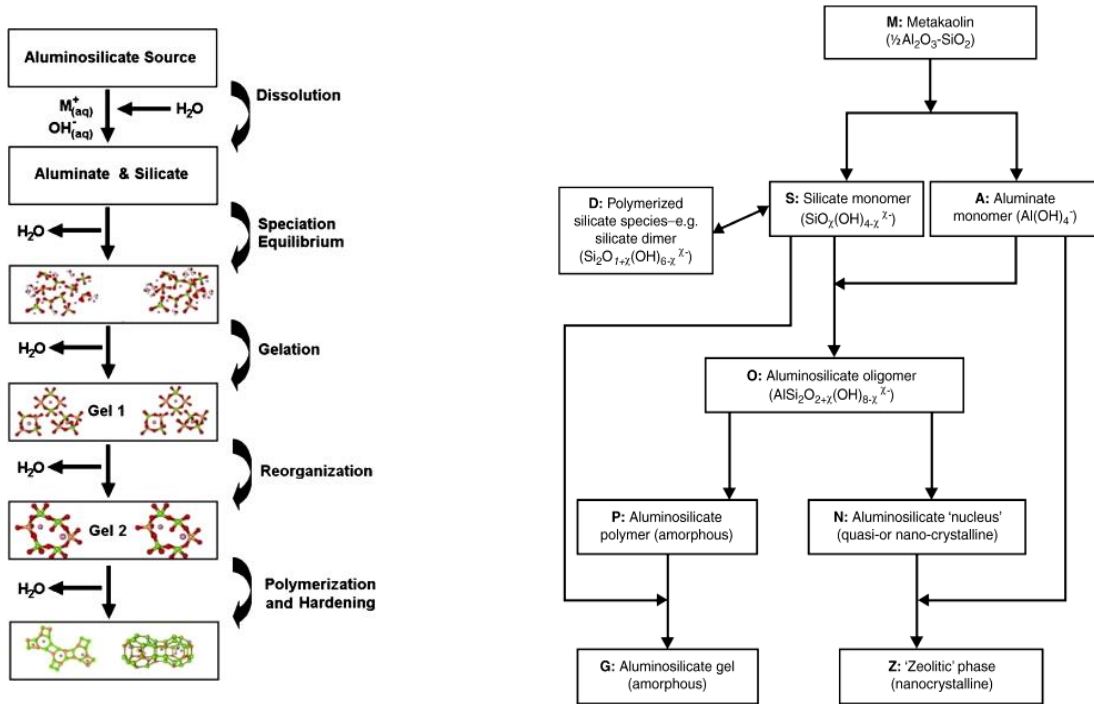 Aluminosilicate Source
M⁺(aq)
OH⁻(aq)
H₂O
Dissolution
Aluminate & Silicate
H₂O
Speciation
Equilibrium
H₂O
Gelation
Gel 1
H₂O
Reorganization
Gel 2
H₂O
Polymerization
and Hardening
M: Metakaolin
(½Al₂O₃-SiO₂)
D: Polymerized
silicate species–e.g.
silicate dimer
(Si₂O₁₊χ(OH)₆₋χ χ-)
S: Silicate monomer
(SiOχ(OH)₄₋χ χ-)
A: Aluminate
monomer (Al(OH)₄⁻)
O: Aluminosilicate oligomer
(AlSi₂O₂₊χ(OH)₈₋χ χ-)
P: Aluminosilicate
polymer (amorphous)
N: Aluminosilicate ‘nucleus’
(quasi-or nano-crystalline)
G: Aluminosilicate gel
(amorphous)
Z: ‘Zeolitic’ phase
(nanocrystalline)